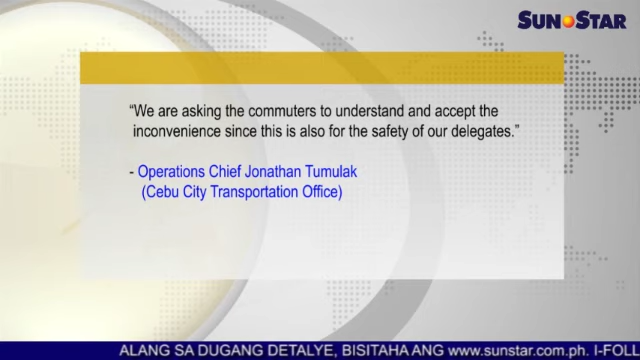 SUN STAR
“We are asking the commuters to understand and accept the
inconvenience since this is also for the safety of our delegates.”
- Operations Chief Jonathan Tumulak
(Cebu City Transportation Office)
ALANG SA DUGANG DETALYE, BISITAHA ANG www.sunstar.com.ph. I-FOLL